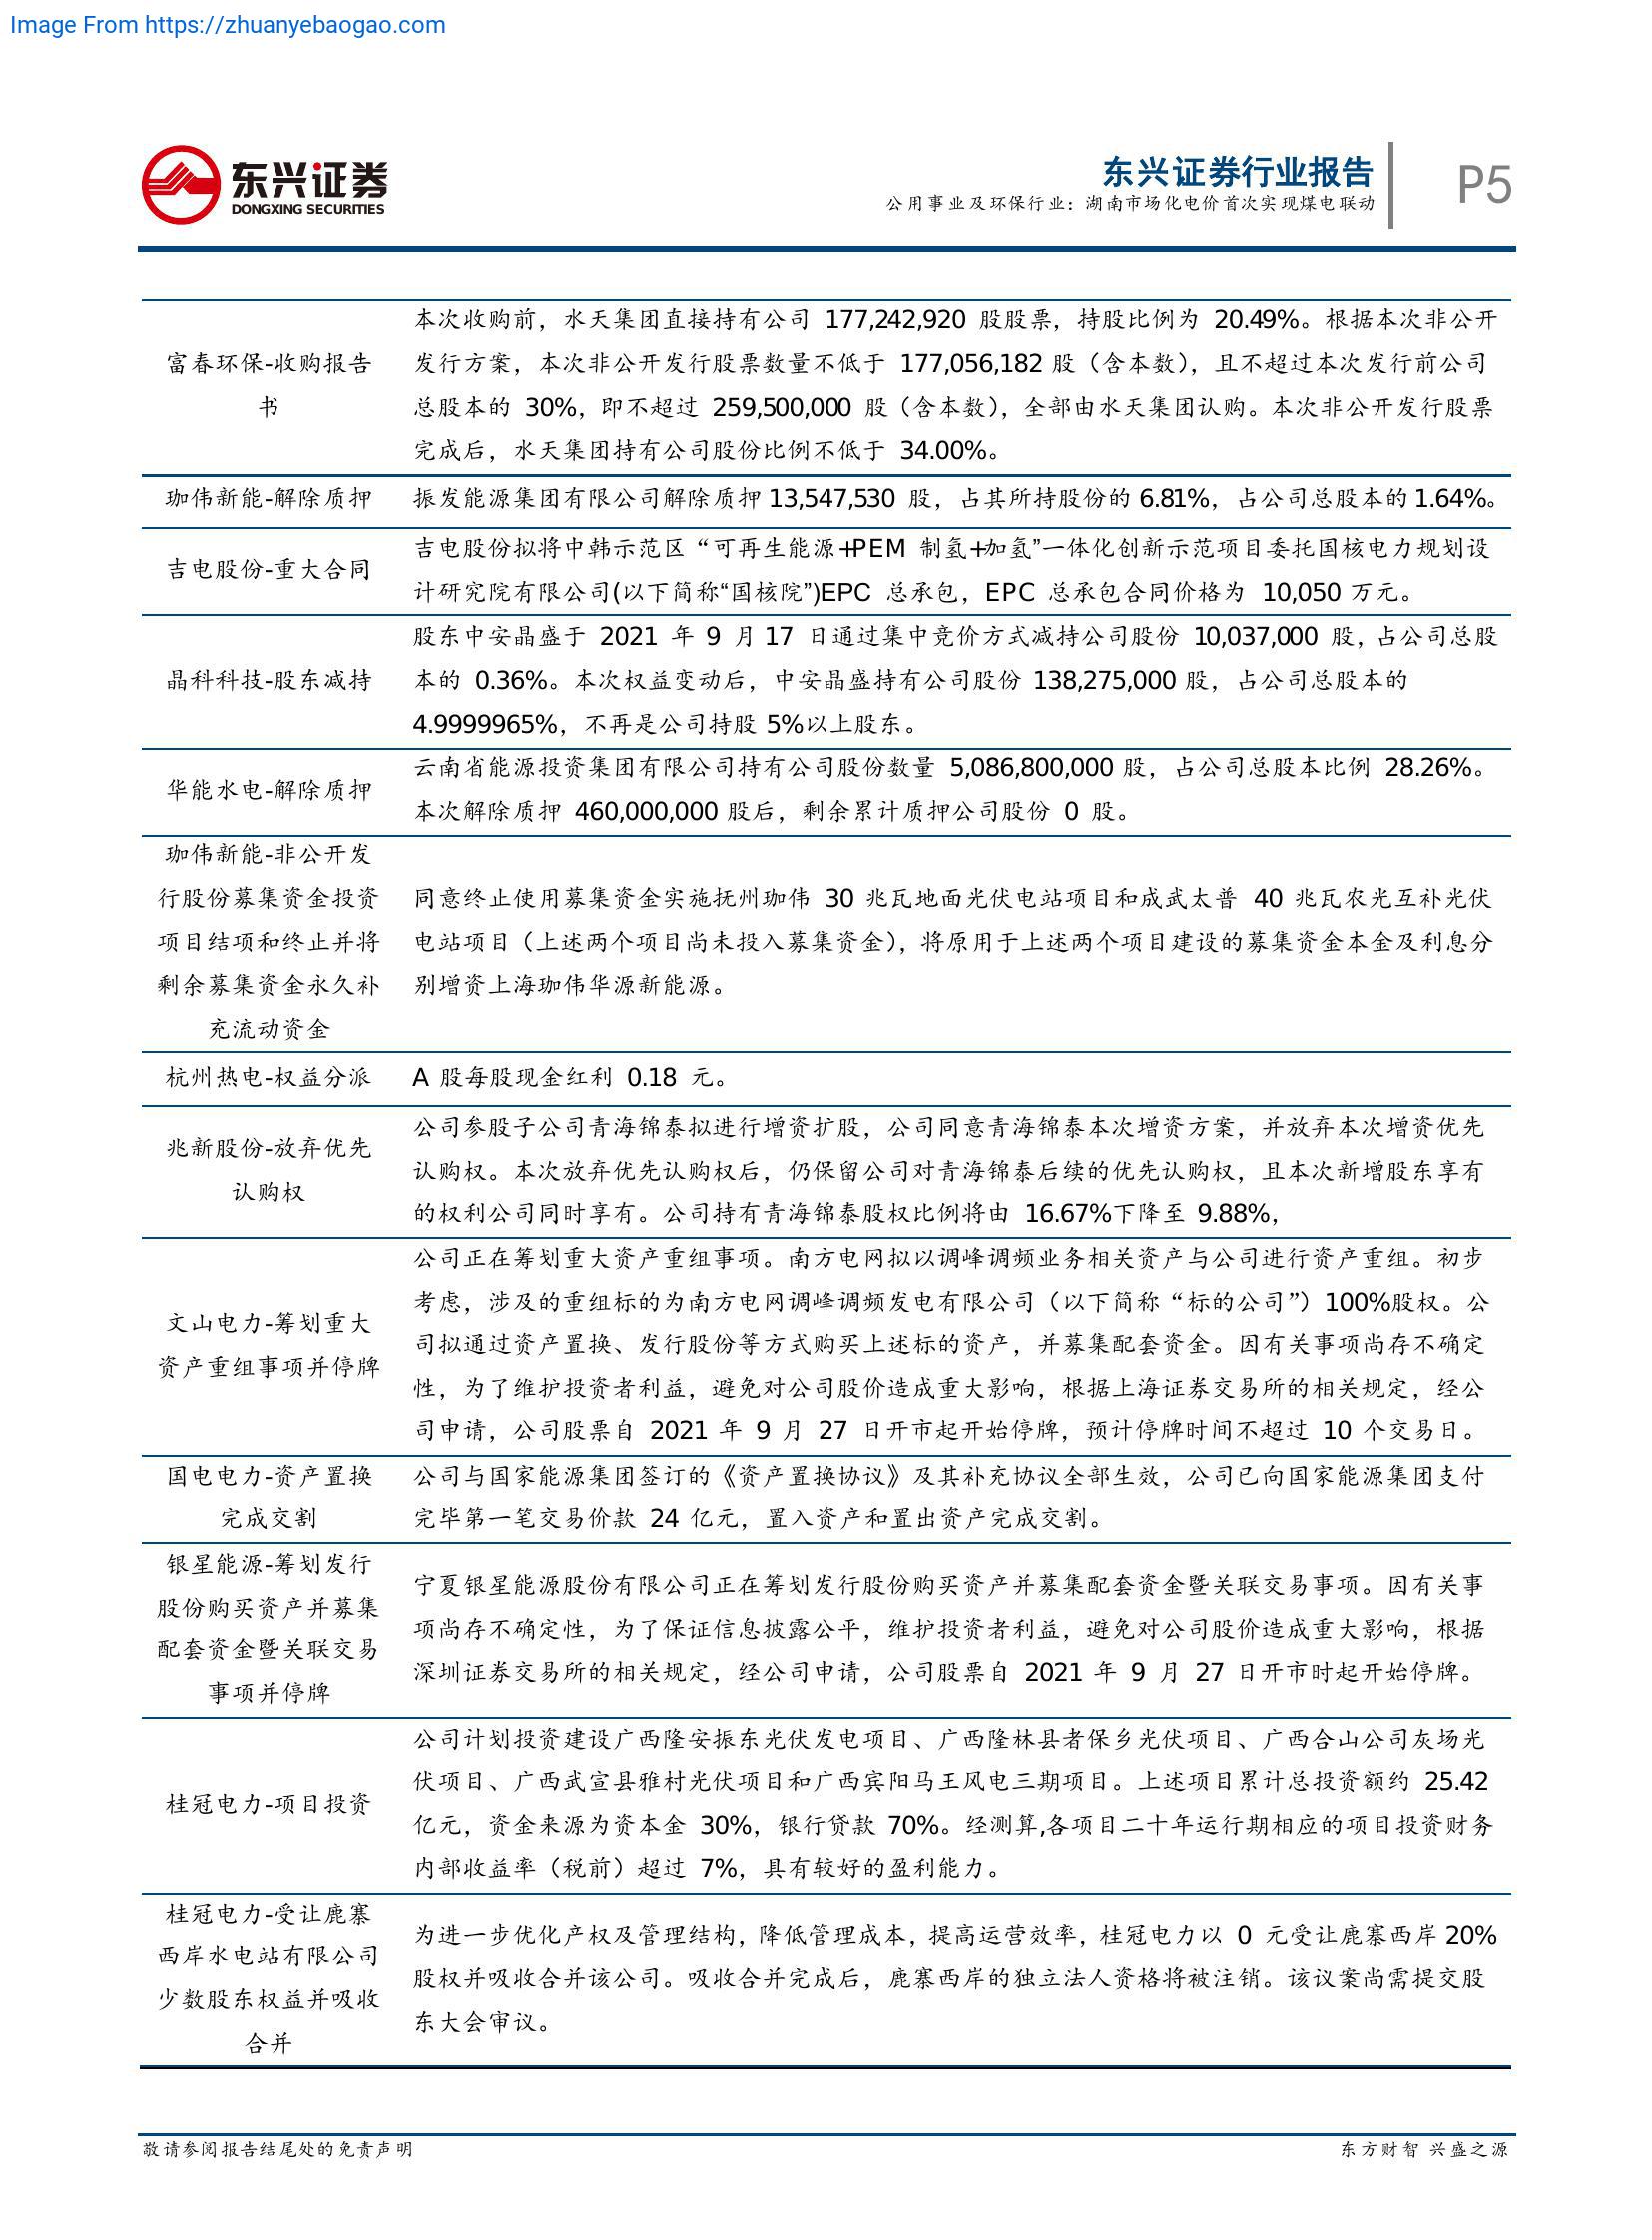 Image From https://zhuanyebaogao.com
东兴证券
DONGXING SECURITIES
东兴证券行业报告
公用事业及环保行业：湖南市场化电价首次实现煤电联动
P5
富春环保-收购报告
书
本次收购前，水天集团直接持有公司 177,242,920 股股票，持股比例为 20.49%。根据本次非公开
发行方案，本次非公开发行股票数量不低于 177,056,182 股（含本数），且不超过本次发行前公司
总股本的 30%，即不超过 259,500,000 股（含本数），全部由水天集团认购。本次非公开发行股票
完成后，水天集团持有公司股份比例不低于 34.00%。
珈伟新能-解除质押
振发能源集团有限公司解除质押 13,547,530 股，占其所持股份的 6.81%，占公司总股本的 1.64%。
吉电股份-重大合同
吉电股份拟将中韩示范区“可再生能源+PEM 制氢+加氢”一体化创新示范项目委托国核电力规划设
计研究院有限公司(以下简称“国核院”)EPC 总承包，EPC 总承包合同价格为 10,050 万元。
晶科科技-股东减持
股东中安晶盛于 2021 年 9 月 17 日通过集中竞价方式减持公司股份 10,037,000 股，占公司总股
本的 0.36%。本次权益变动后，中安晶盛持有公司股份 138,275,000 股，占公司总股本的
4.9999965%，不再是公司持股 5%以上股东。
华能水电-解除质押
云南省能源投资集团有限公司持有公司股份数量 5,086,800,000 股，占公司总股本比例 28.26%。
本次解除质押 460,000,000 股后，剩余累计质押公司股份 0 股。
珈伟新能-非公开发
行股份募集资金投资
项目结项和终止并将
剩余募集资金永久补
充流动资金
同意终止使用募集资金实施抚州珈伟 30 兆瓦地面光伏电站项目和成武太普 40 兆瓦农光互补光伏
电站项目（上述两个项目尚未投入募集资金），将原用于上述两个项目建设的募集资金本金及利息分
别增资上海珈伟华源新能源。
杭州热电-权益分派
A 股每股现金红利 0.18 元。
兆新股份-放弃优先
认购权
公司参股子公司青海锦泰拟进行增资扩股，公司同意青海锦泰本次增资方案，并放弃本次增资优先
认购权。本次放弃优先认购权后，仍保留公司对青海锦泰后续的优先认购权，且本次新增股东享有
的权利公司同时享有。公司持有青海锦泰股权比例将由 16.67%下降至 9.88%，
文山电力-筹划重大
资产重组事项并停牌
公司正在筹划重大资产重组事项。南方电网拟以调峰调频业务相关资产与公司进行资产重组。初步
考虑，涉及的重组标的为南方电网调峰调频发电有限公司（以下简称“标的公司”）100%股权。公
司拟通过资产置换、发行股份等方式购买上述标的资产，并募集配套资金。因有关事项尚存不确定
性，为了维护投资者利益，避免对公司股价造成重大影响，根据上海证券交易所的相关规定，经公
司申请，公司股票自 2021 年 9 月 27 日开市起开始停牌，预计停牌时间不超过 10 个交易日。
国电电力-资产置换
完成交割
公司与国家能源集团签订的《资产置换协议》及其补充协议全部生效，公司已向国家能源集团支付
完毕第一笔交易价款 24 亿元，置入资产和置出资产完成交割。
银星能源-筹划发行
股份购买资产并募集
配套资金暨关联交易
事项并停牌
宁夏银星能源股份有限公司正在筹划发行股份购买资产并募集配套资金暨关联交易事项。因有关事
项尚存不确定性，为了保证信息披露公平，维护投资者利益，避免对公司股价造成重大影响，根据
深圳证券交易所的相关规定，经公司申请，公司股票自 2021 年 9 月 27 日开市时起开始停牌。
桂冠电力-项目投资
公司计划投资建设广西隆安振东光伏发电项目、广西隆林县者保乡光伏项目、广西合山公司灰场光
伏项目、广西武宣县雅村光伏项目和广西宾阳马王风电三期项目。上述项目累计总投资额约 25.42
亿元，资金来源为资本金 30%，银行贷款 70%。经测算,各项目二十年运行期相应的项目投资财务
内部收益率（税前）超过 7%，具有较好的盈利能力。
桂冠电力-受让鹿寨
西岸水电站有限公司
少数股东权益并吸收
合并
为进一步优化产权及管理结构，降低管理成本，提高运营效率，桂冠电力以 0 元受让鹿寨西岸 20%
股权并吸收合并该公司。吸收合并完成后，鹿寨西岸的独立法人资格将被注销。该议案尚需提交股
东大会审议。
敬请参阅报告结尾处的免责声明
东方财智 兴盛之源